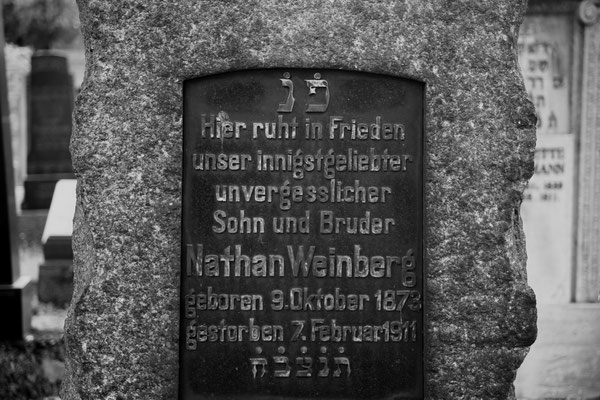 פ נ
Hier ruht in Frieden
unser innigstgeliebter
unvergesslicher
Sohn und Bruder
Nathan Weinberg
geboren 9. Oktober 1873
gestorben 7. Februar 1911
ת נ צ ב ה